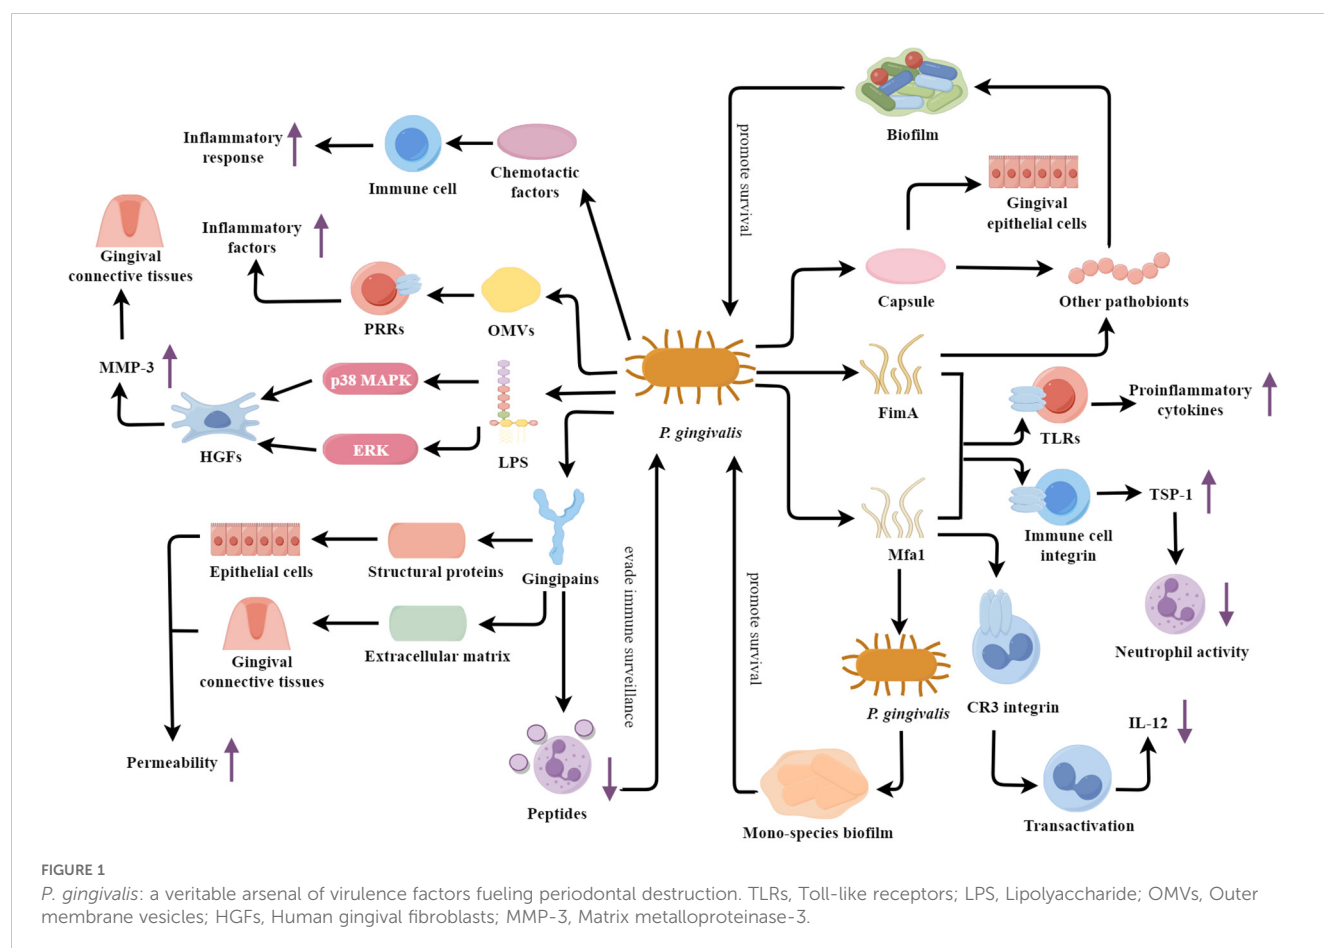 Biofilm
promote survival
Inflammatory
response
Immune cell
Chemotactic
factors
Gingival
epithelial cells
Gingival
connective tissues
Inflammatory
factors
PRRs
OMVs
Capsule
Other pathobionts
MMP-3
p38 MAPK
ERK
HGFs
LPS
P. gingivalis
FimA
TLRs
Proinflammatory
cytokines
Mfa1
Immune cell
integrin
TSP-1
Neutrophil activity
Epithelial cells
Structural proteins
Gingipains
Gingival
connective tissues
Extracellular matrix
evade immune surveillance
promote survival
P. gingivalis
CR3 integrin
IL-12
Permeability
Peptides
Mono-species biofilm
Transactivation
FIGURE 1
P. gingivalis: a veritable arsenal of virulence factors fueling periodontal destruction. TLRs, Toll-like receptors; LPS, Lipolyaccharide; OMVs, Outer
membrane vesicles; HGFs, Human gingival fibroblasts; MMP-3, Matrix metalloproteinase-3.